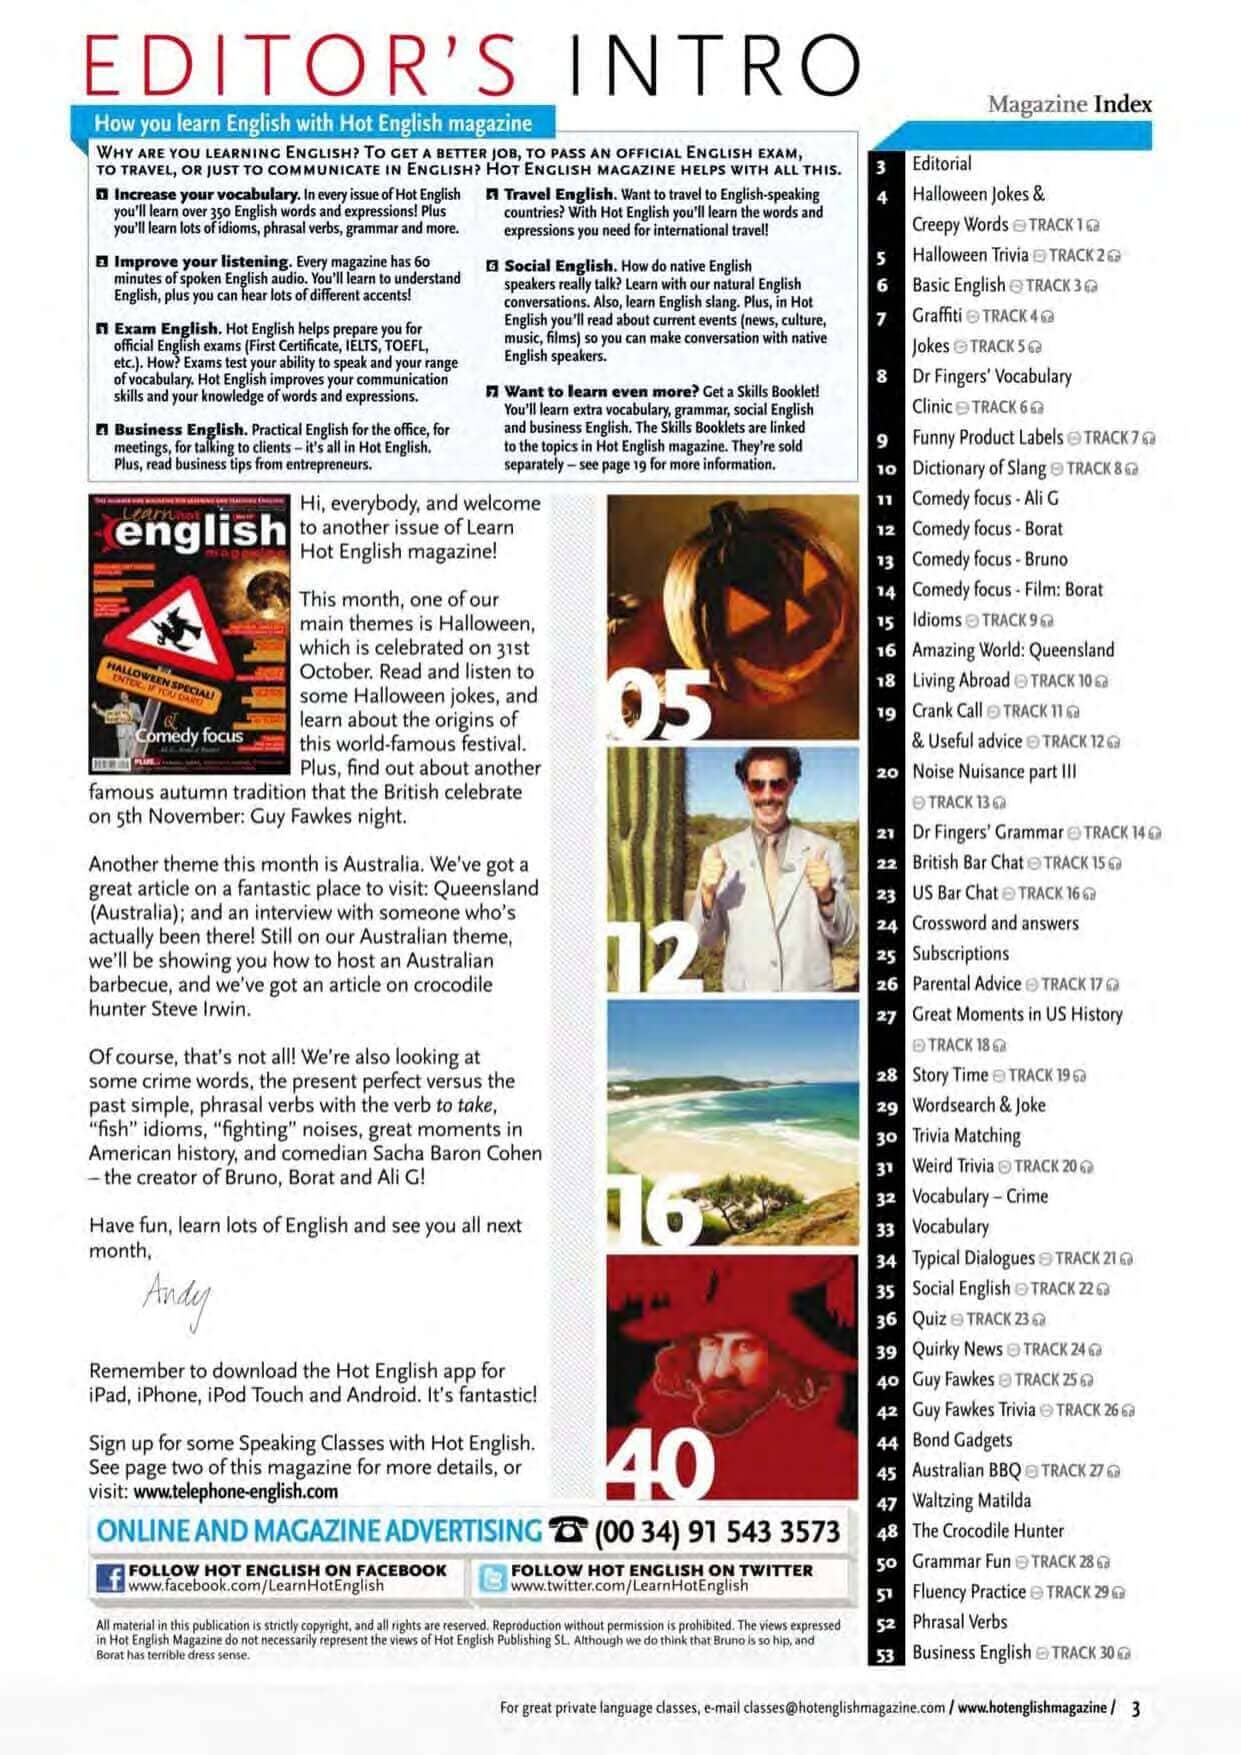 EDITOR'S INTRO
How you learn English with Hot English magazine
WHY ARE YOU LEARNING ENGLISH? TO GET A BETTER JOB, TO PASS AN OFFICIAL ENGLISH EXAM,
TO TRAVEL, OR JUST TO COMMUNICATE IN ENGLISH? HOT ENGLISH MAGAZINE HELPS WITH ALL THIS.
1 Increase your vocabulary. In every issue of Hot English
you'll learn over 350 English words and expressions! Plus
you'll learn lots of idioms, phrasal verbs, grammar and more.
2 Improve your listening. Every magazine has 60
minutes of spoken English audio. You'll learn to understand
English, plus you can hear lots of different accents!
3 Exam English. Hot English helps prepare you for
official English exams (First Certificate, IELTS, TOEFL,
etc.). How? Exams test your ability to speak and your range
of vocabulary. Hot English improves your communication
skills and your knowledge of words and expressions.
4 Business English. Practical English for the office, for
meetings, for talking to clients – it's all in Hot English.
Plus, read business tips from entrepreneurs.
5 Travel English. Want to travel to English-speaking
countries? With Hot English you'll learn the words and
expressions you need for international travel!
6 Social English. How do native English
speakers really talk? Learn with our natural English
conversations. Also, learn English slang. Plus, in Hot
English you'll read about current events (news, culture,
music, films) so you can make conversation with native
English speakers.
7 Want to learn even more? Get a Skills Booklet!
You'll learn extra vocabulary, grammar, social English
and business English. The Skills Booklets are linked
to the topics in Hot English magazine. They're sold
separately – see page 19 for more information.
Learn hot
english
magazine
HALLOWEEN SPECIAL!
ENTER... IF YOU DARE!
Comedy focus
PLUS...
Hi, everybody, and welcome
to another issue of Learn
Hot English magazine!
This month, one of our
main themes is Halloween,
which is celebrated on 31st
October. Read and listen to
some Halloween jokes, and
learn about the origins of
this world-famous festival.
Plus, find out about another
famous autumn tradition that the British celebrate
on 5th November: Guy Fawkes night.
Another theme this month is Australia. We've got a
great article on a fantastic place to visit: Queensland
(Australia); and an interview with someone who's
actually been there! Still on our Australian theme,
we'll be showing you how to host an Australian
barbecue, and we've got an article on crocodile
hunter Steve Irwin.
Of course, that's not all! We're also looking at
some crime words, the present perfect versus the
past simple, phrasal verbs with the verb to take,
"fish" idioms, "fighting" noises, great moments in
American history, and comedian Sacha Baron Cohen
– the creator of Bruno, Borat and Ali G!
Have fun, learn lots of English and see you all next
month,
Andy
Remember to download the Hot English app for
iPad, iPhone, iPod Touch and Android. It's fantastic!
Sign up for some Speaking Classes with Hot English.
See page two of this magazine for more details, or
visit: www.telephone-english.com
05
12
16
40
ONLINE AND MAGAZINE ADVERTISING (00 34) 91 543 3573
FOLLOW HOT ENGLISH ON FACEBOOK
www.facebook.com/LearnHotEnglish
FOLLOW HOT ENGLISH ON TWITTER
www.twitter.com/LearnHotEnglish
All material in this publication is strictly copyright, and all rights are reserved. Reproduction without permission is prohibited. The views expressed
in Hot English Magazine do not necessarily represent the views of Hot English Publishing SL. Although we do think that Bruno is so hip, and
Borat has terrible dress sense.
Magazine Index
3 Editorial
4 Halloween Jokes &
Creepy Words TRACK 1
5 Halloween Trivia TRACK 2
6 Basic English TRACK 3
7 Graffiti TRACK 4
Jokes TRACK 5
8 Dr Fingers' Vocabulary
Clinic TRACK 6
9 Funny Product Labels TRACK 7
10 Dictionary of Slang TRACK 8
11 Comedy focus - Ali G
12 Comedy focus - Borat
13 Comedy focus - Bruno
14 Comedy focus - Film: Borat
15 Idioms TRACK 9
16 Amazing World: Queensland
18 Living Abroad TRACK 10
19 Crank Call TRACK 11
& Useful advice TRACK 12
20 Noise Nuisance part III
TRACK 13
21 Dr Fingers' Grammar TRACK 14
22 British Bar Chat TRACK 15
23 US Bar Chat TRACK 16
24 Crossword and answers
25 Subscriptions
26 Parental Advice TRACK 17
27 Great Moments in US History
TRACK 18
28 Story Time TRACK 19
29 Wordsearch & Joke
30 Trivia Matching
31 Weird Trivia TRACK 20
32 Vocabulary – Crime
33 Vocabulary
34 Typical Dialogues TRACK 21
35 Social English TRACK 22
36 Quiz TRACK 23
39 Quirky News TRACK 24
40 Guy Fawkes TRACK 25
42 Guy Fawkes Trivia TRACK 26
44 Bond Gadgets
45 Australian BBQ TRACK 27
47 Waltzing Matilda
48 The Crocodile Hunter
50 Grammar Fun TRACK 28
51 Fluency Practice TRACK 29
52 Phrasal Verbs
53 Business English TRACK 30
For great private language classes, e-mail classes@hotenglishmagazine.com / www.hotenglishmagazine / 3